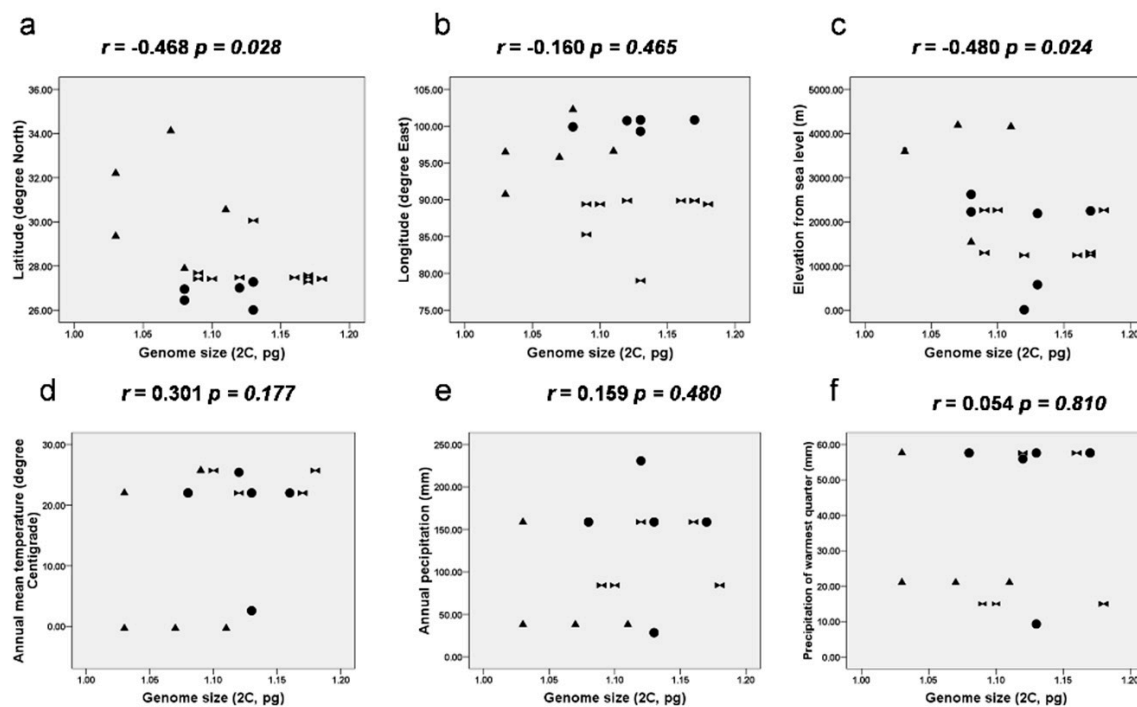 a
r = -0.468 p = 0.028
Latitude (degree North)
36.00
34.00
32.00
30.00
28.00
26.00
1.00 1.05 1.10 1.15 1.20
Genome size (2C, pg)
b
r = -0.160 p = 0.465
Longitude (degree East)
105.00
100.00
95.00
90.00
85.00
80.00
75.00
1.00 1.05 1.10 1.15 1.20
Genome size (2C, pg)
c
r = -0.480 p = 0.024
Elevation from sea level (m)
5000.00
4000.00
3000.00
2000.00
1000.00
0.00
1.00 1.05 1.10 1.15 1.20
Genome size (2C, pg)
d
r = 0.301 p = 0.177
Annual mean temperature (degree
Centigrade)
30.00
20.00
10.00
0.00
1.00 1.05 1.10 1.15 1.20
Genome size (2C, pg)
e
r = 0.159 p = 0.480
Annual pecipitation (mm)
250.00
200.00
150.00
100.00
50.00
0.00
1.00 1.05 1.10 1.15 1.20
Genome size (2C, pg)
f
r = 0.054 p = 0.810
Precipitation of warmest quarter (mm)
60.00
50.00
40.00
30.00
20.00
10.00
0.00
1.00 1.05 1.10 1.15 1.20
Genome size (2C, pg)